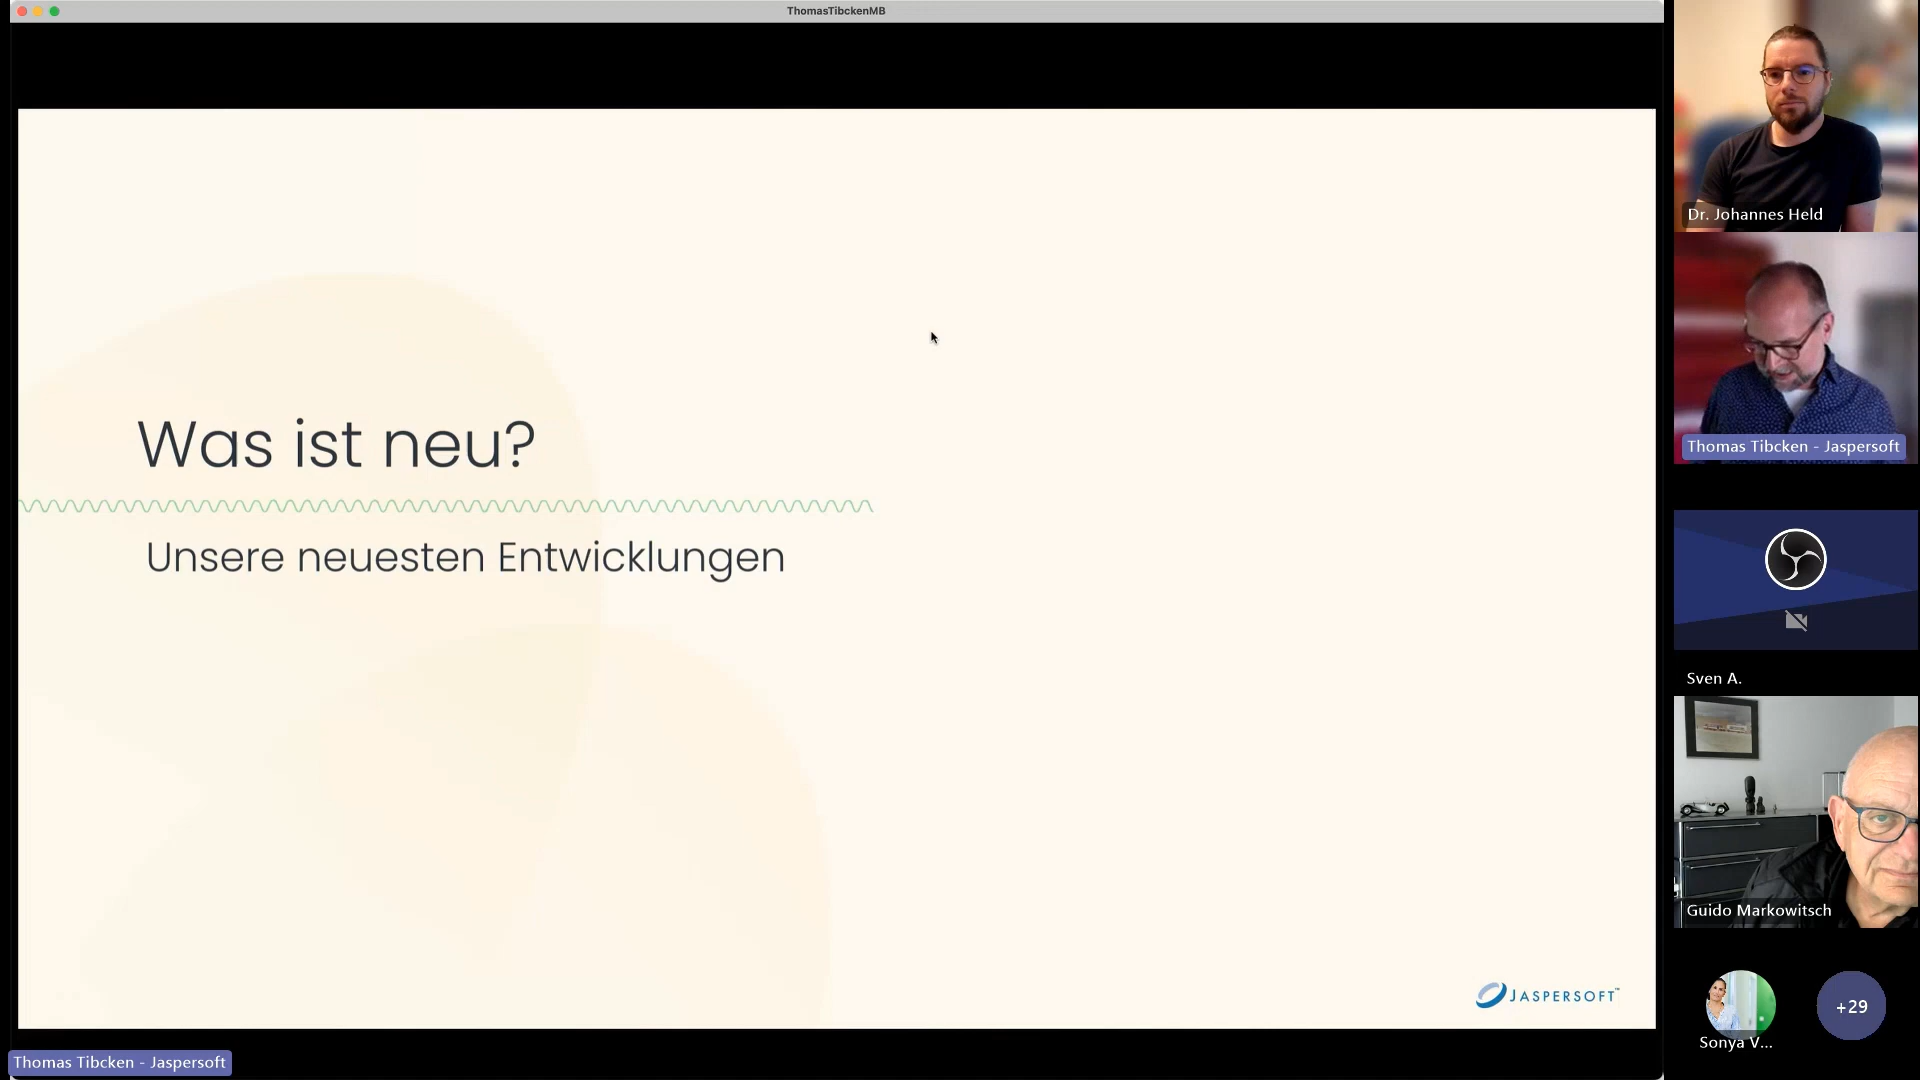 ThomasTibckenMB
Was ist neu?
Unsere neuesten Entwicklungen
JASPERSOFT™
Thomas Tibcken - Jaspersoft
Dr. Johannes Held
Thomas Tibcken - Jaspersoft
Sven A.
Guido Markowitsch
Sonya V...
+29